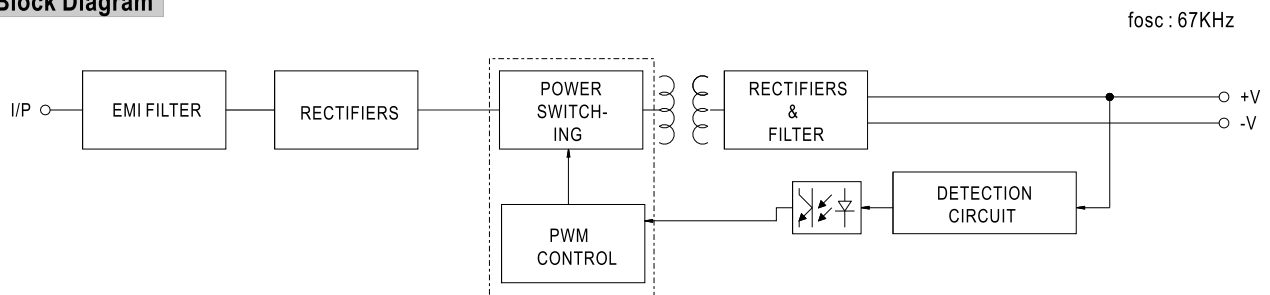 Block Diagram
fosc : 67KHz
I/P
EMI FILTER
RECTIFIERS
POWER
SWITCH-
ING
RECTIFIERS
&
FILTER
+V
-V
PWM
CONTROL
DETECTION
CIRCUIT